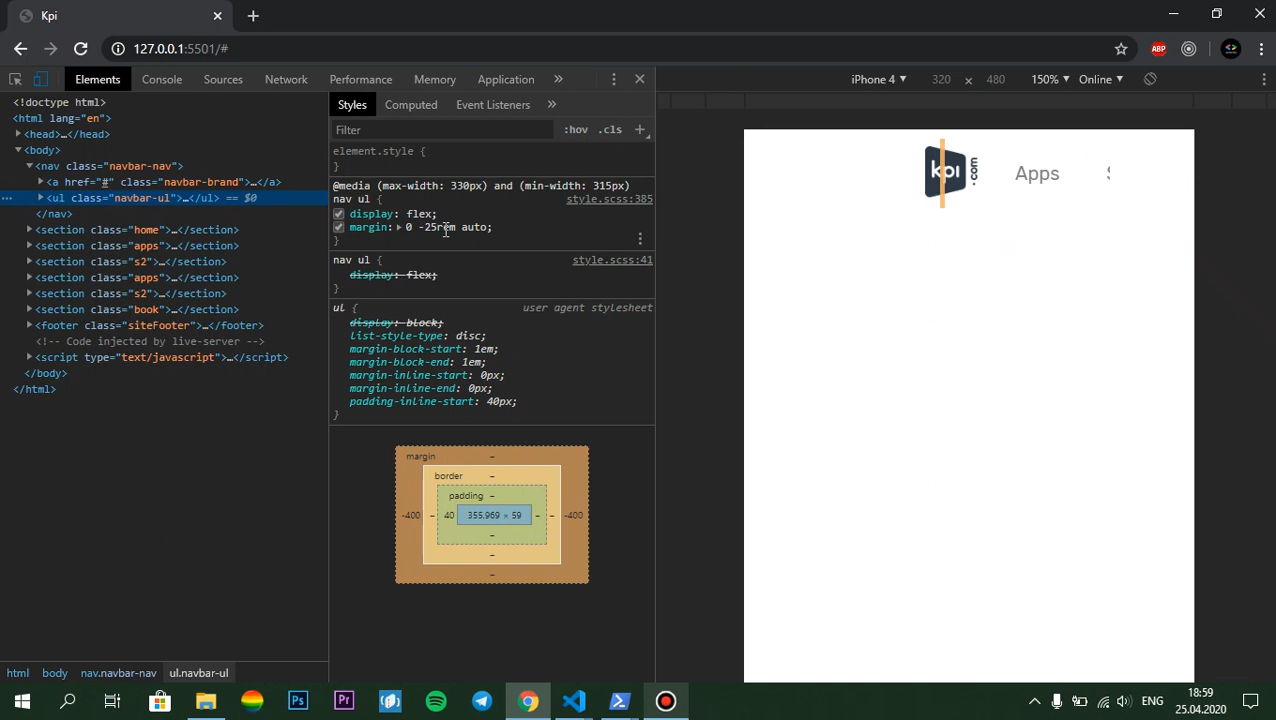 Kpi
127.0.0.1:5501/#
ABP
Elements Console Sources Network Performance Memory Application »
iPhone 4 320 × 480 150% Online
<!doctype html>
<html lang="en">
<head>…</head>
<body>
<nav class="navbar-nav">
<a href="#" class="navbar-brand">…</a>
… <ul class="navbar-ul">…</ul> == $0
</nav>
<section class="home">…</section>
<section class="apps">…</section>
<section class="s2">…</section>
<section class="apps">…</section>
<section class="s2">…</section>
<section class="book">…</section>
<footer class="siteFooter">…</footer>
<!-- Code injected by live-server -->
<script type="text/javascript">…</script>
</body>
</html>
html body nav.navbar-nav ul.navbar-ul
Styles Computed Event Listeners »
Filter :hov .cls +
element.style {
}
@media (max-width: 330px) and (min-width: 315px)
nav ul { style.scss:385
display: flex;
margin: 0 -25rem auto;
}
nav ul { style.scss:41
display: flex;
}
ul { user agent stylesheet
display: block;
list-style-type: disc;
margin-block-start: 1em;
margin-block-end: 1em;
margin-inline-start: 0px;
margin-inline-end: 0px;
padding-inline-start: 40px;
}
margin -
border -
padding -
-400 - 40 355.969 × 59 - - -400
-
-
-
kpi .com Apps
Ps Pr
ENG 18:59
25.04.2020